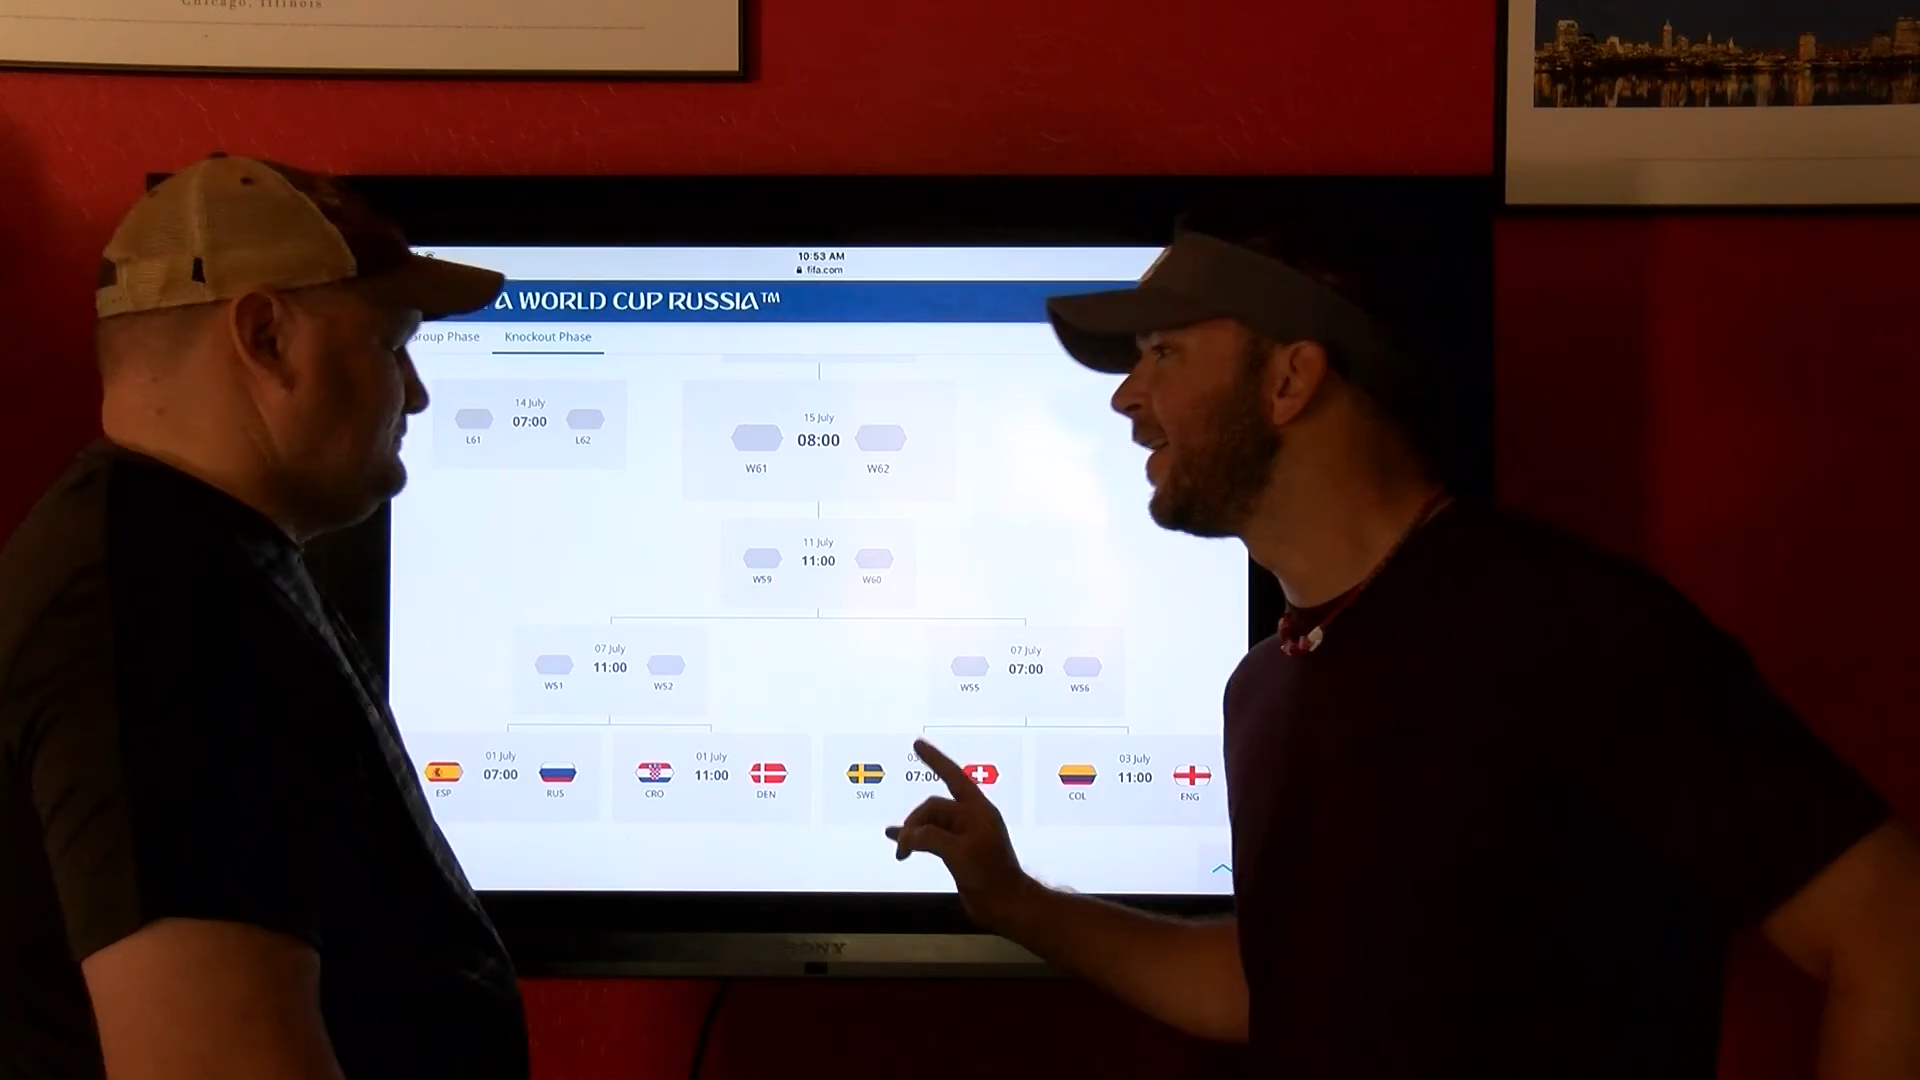 Chicago, Illinois
10:53 AM
fifa.com
A WORLD CUP RUSSIA™
Group Phase Knockout Phase
14 July
07:00
L61 L62
15 July
08:00
W61 W62
11 July
11:00
W59 W60
07 July
11:00
W51 W52
07 July
07:00
W55 W56
01 July
07:00
ESP RUS
01 July
11:00
CRO DEN
03
07:00
SWE
03 July
11:00
COL ENG
SONY